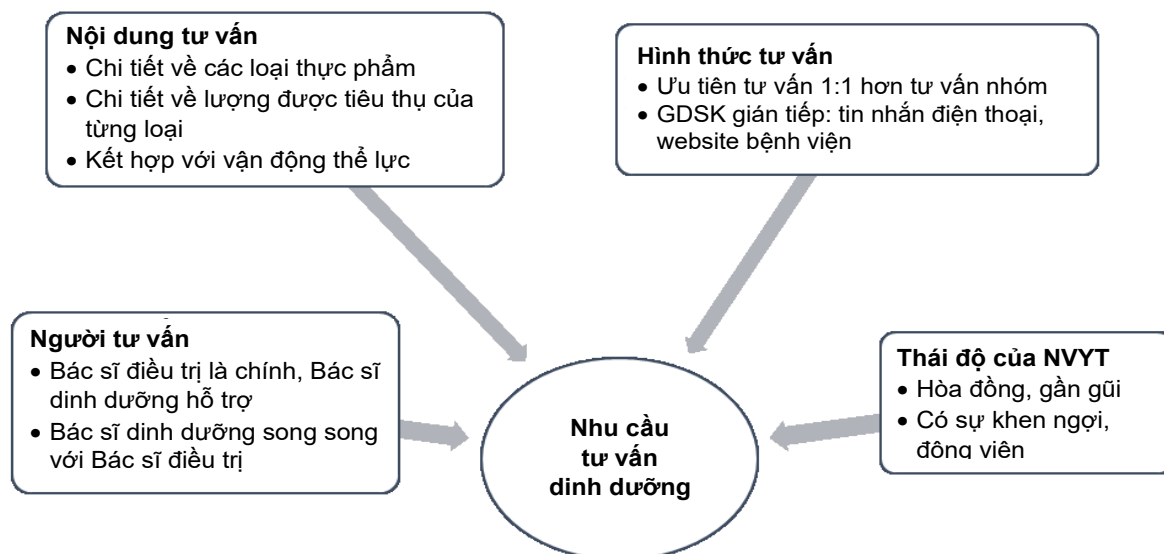 Nội dung tư vấn
• Chi tiết về các loại thực phẩm
• Chi tiết về lượng được tiêu thụ của
từng loại
• Kết hợp với vận động thể lực
Hình thức tư vấn
• Ưu tiên tư vấn 1:1 hơn tư vấn nhóm
• GDSK gián tiếp: tin nhắn điện thoại,
website bệnh viện
Người tư vấn
• Bác sĩ điều trị là chính, Bác sĩ
dinh dưỡng hỗ trợ
• Bác sĩ dinh dưỡng song song
với Bác sĩ điều trị
Thái độ của NVYT
• Hòa đồng, gần gũi
• Có sự khen ngợi,
động viên
Nhu cầu
tư vấn
dinh dưỡng